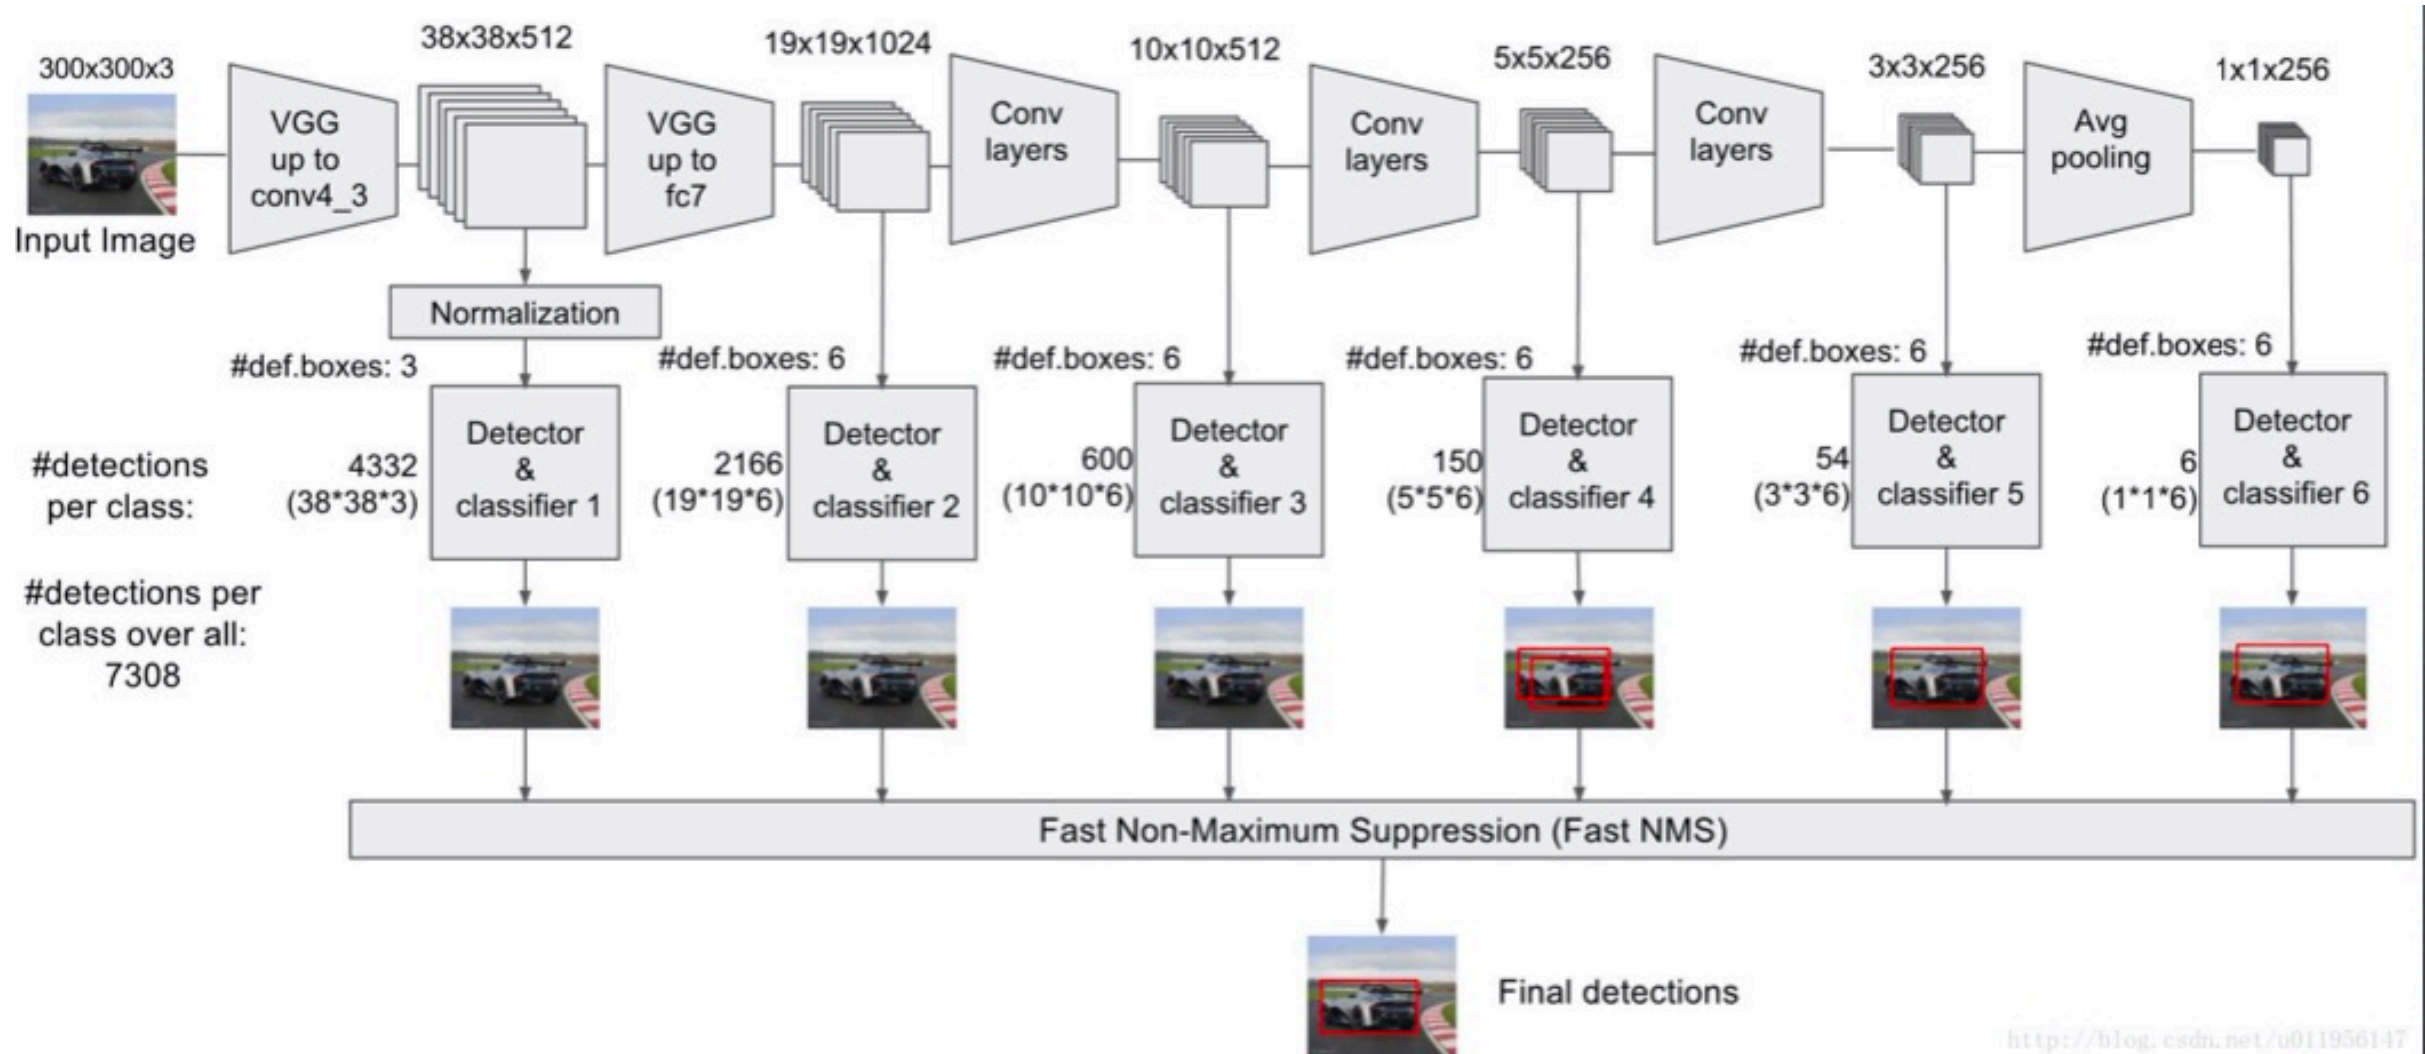 300x300x3
38x38x512
19x19x1024
10x10x512
5x5x256
3x3x256
1x1x256
Input Image
VGG
up to
conv4_3
VGG
up to
fc7
Conv
layers
Conv
layers
Conv
layers
Avg
pooling
Normalization
#def.boxes: 3
#def.boxes: 6
#def.boxes: 6
#def.boxes: 6
#def.boxes: 6
#def.boxes: 6
#detections
per class:
4332
(38*38*3)
Detector
&
classifier 1
2166
(19*19*6)
Detector
&
classifier 2
600
(10*10*6)
Detector
&
classifier 3
150
(5*5*6)
Detector
&
classifier 4
54
(3*3*6)
Detector
&
classifier 5
6
(1*1*6)
Detector
&
classifier 6
#detections per
class over all:
7308
Fast Non-Maximum Suppression (Fast NMS)
Final detections
http://blog.csdn.net/u011956147